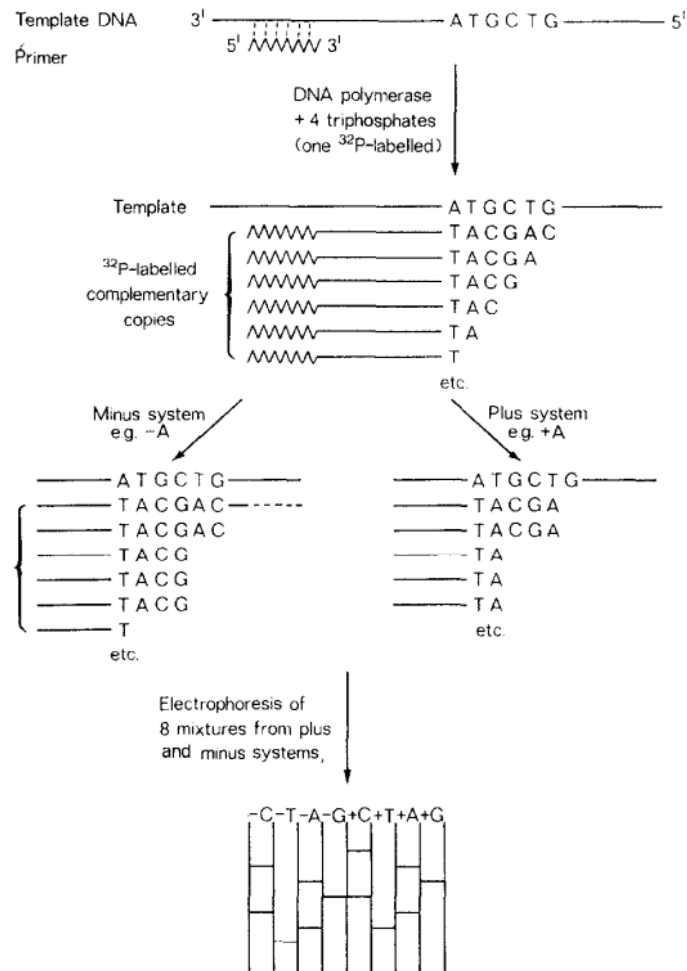 Template DNA 3' ATGCTG 5'
Primer 5' 3'
DNA polymerase
+ 4 triphosphates
(one ³²P-labelled)
Template ATGCTG
TACGAC
TACGA
³²P-labelled
complementary
copies
TACG
TAC
TA
T
etc.
Minus system
e.g. -A
Plus system
e.g. +A
ATGCTG ATGCTG
TACGAC TACGA
TACGAC TACGA
TACG TA
TACG TA
TACG TA
T etc.
etc.
Electrophoresis of
8 mixtures from plus
and minus systems,
-C-T-A-G+C+T+A+G